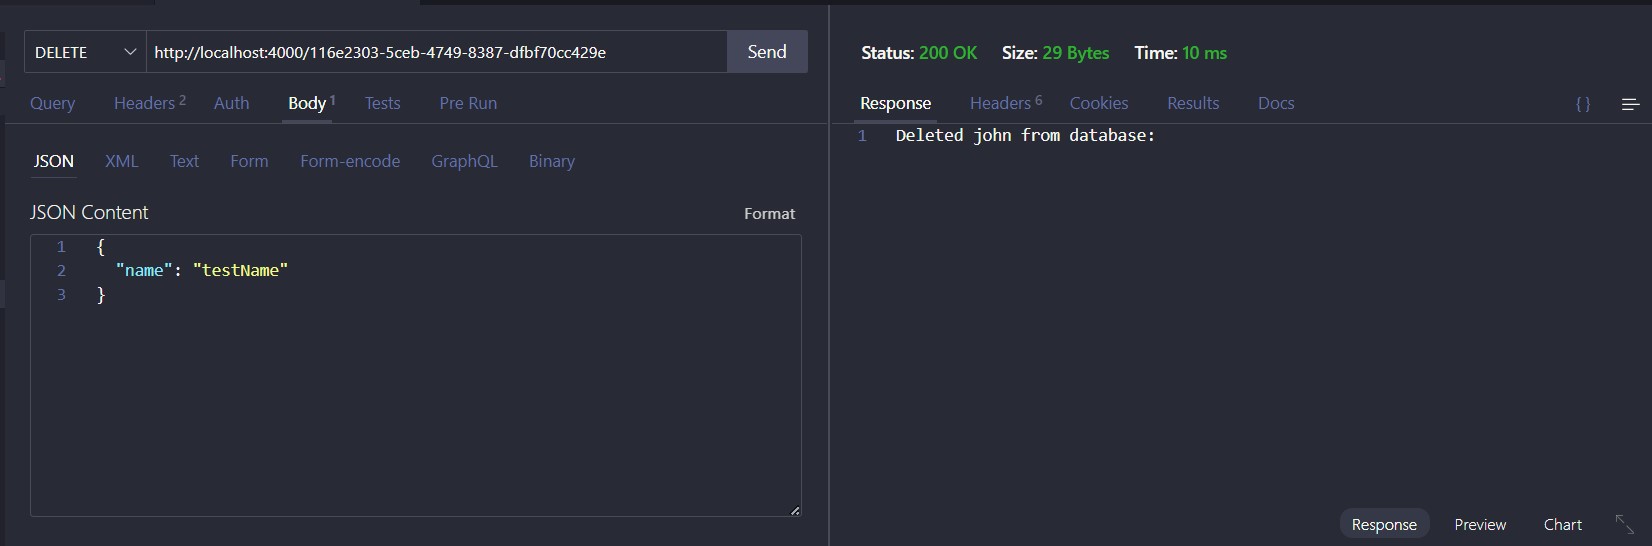 DELETE http://localhost:4000/116e2303-5ceb-4749-8387-dfbf70cc429e Send
Query Headers 2 Auth Body 1 Tests Pre Run
JSON XML Text Form Form-encode GraphQL Binary
JSON Content Format
1 {
2 "name": "testName"
3 }
Status: 200 OK Size: 29 Bytes Time: 10 ms
Response Headers 6 Cookies Results Docs { }
1 Deleted john from database:
Response Preview Chart